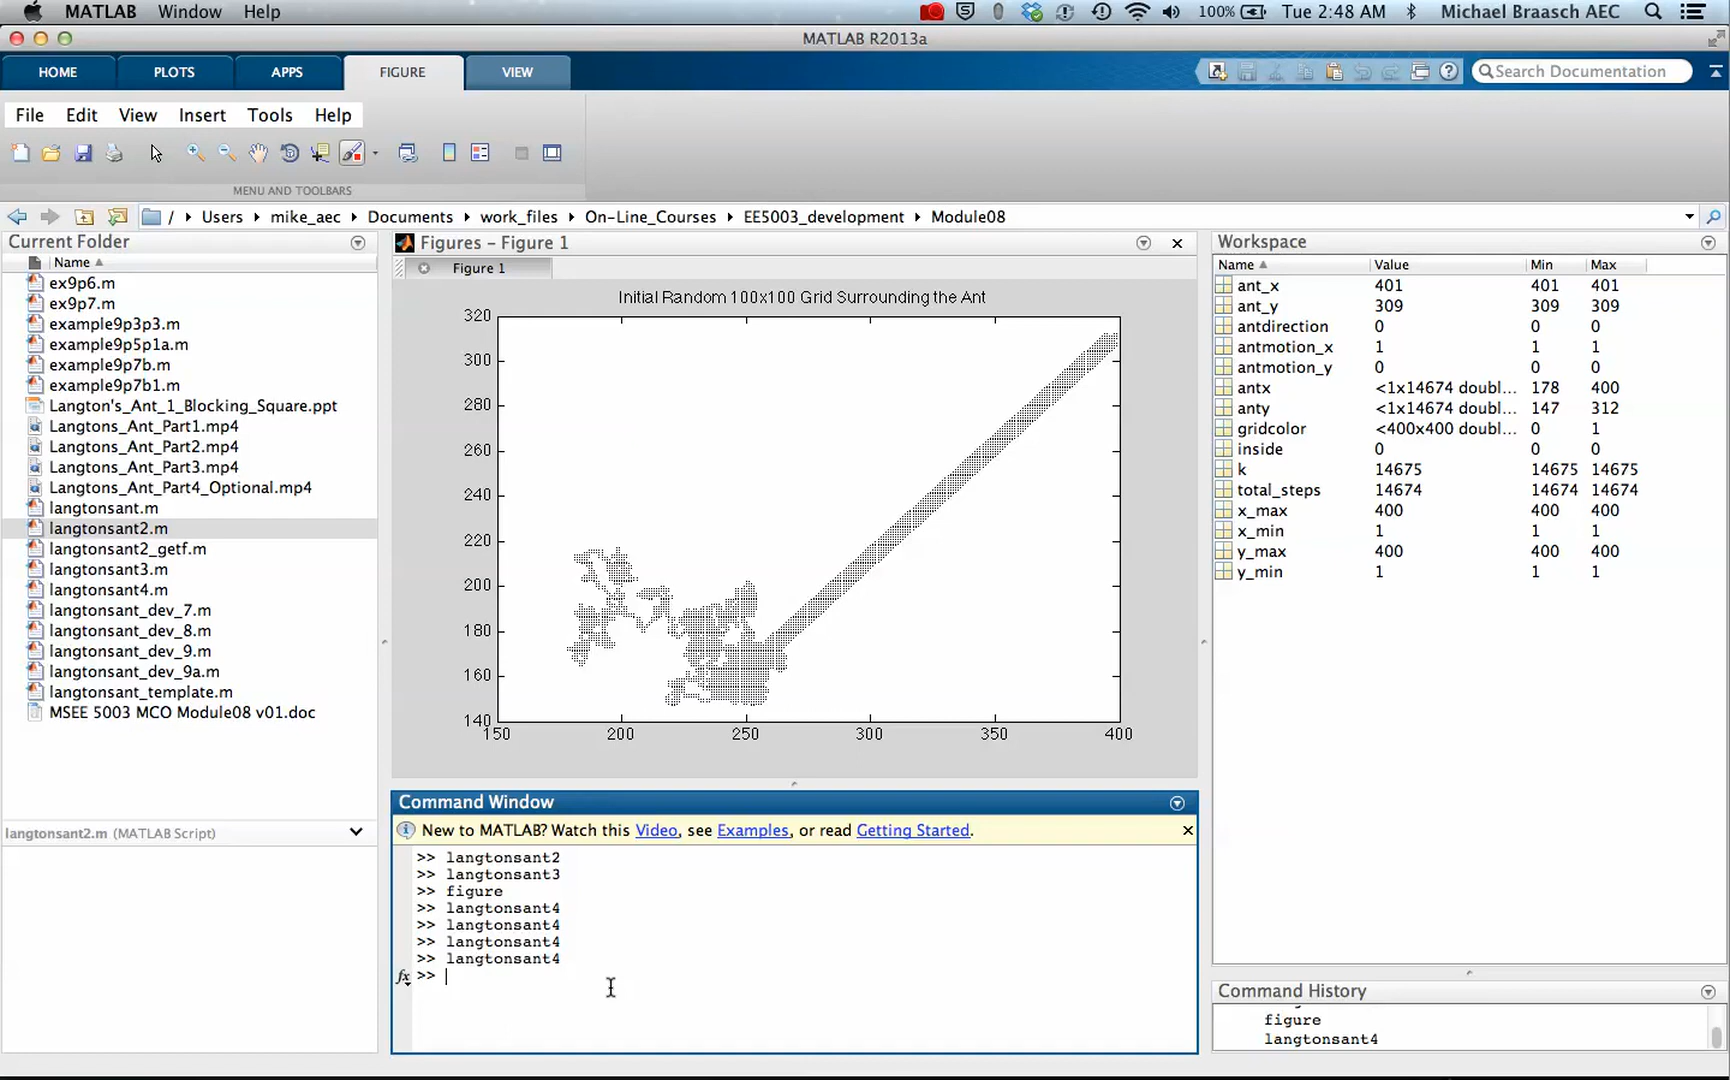 MATLAB Window Help 100% Tue 2:48 AM Michael Braasch AEC
MATLAB R2013a
HOME PLOTS APPS FIGURE VIEW Search Documentation
File Edit View Insert Tools Help
MENU AND TOOLBARS
/ Users mike_aec Documents work_files On-Line_Courses EE5003_development Module08
Current Folder
Name
ex9p6.m
ex9p7.m
example9p3p3.m
example9p5p1a.m
example9p7b.m
example9p7b1.m
Langton's_Ant_1_Blocking_Square.ppt
Langtons_Ant_Part1.mp4
Langtons_Ant_Part2.mp4
Langtons_Ant_Part3.mp4
Langtons_Ant_Part4_Optional.mp4
langtonsant.m
langtonsant2.m
langtonsant2_getf.m
langtonsant3.m
langtonsant4.m
langtonsant_dev_7.m
langtonsant_dev_8.m
langtonsant_dev_9.m
langtonsant_dev_9a.m
langtonsant_template.m
MSEE 5003 MCO Module08 v01.doc
langtonsant2.m (MATLAB Script)
Figures - Figure 1
Figure 1
Initial Random 100x100 Grid Surrounding the Ant
320
300
280
260
240
220
200
180
160
140
150 200 250 300 350 400
Command Window
New to MATLAB? Watch this Video, see Examples, or read Getting Started.
>> langtonsant2
>> langtonsant3
>> figure
>> langtonsant4
>> langtonsant4
>> langtonsant4
>> langtonsant4
fx >>
Workspace
Name Value Min Max
ant_x 401 401 401
ant_y 309 309 309
antdirection 0 0 0
antmotion_x 1 1 1
antmotion_y 0 0 0
antx <1x14674 doubl... 178 400
anty <1x14674 doubl... 147 312
gridcolor <400x400 doubl... 0 1
inside 0 0 0
k 14675 14675 14675
total_steps 14674 14674 14674
x_max 400 400 400
x_min 1 1 1
y_max 400 400 400
y_min 1 1 1
Command History
figure
langtonsant4